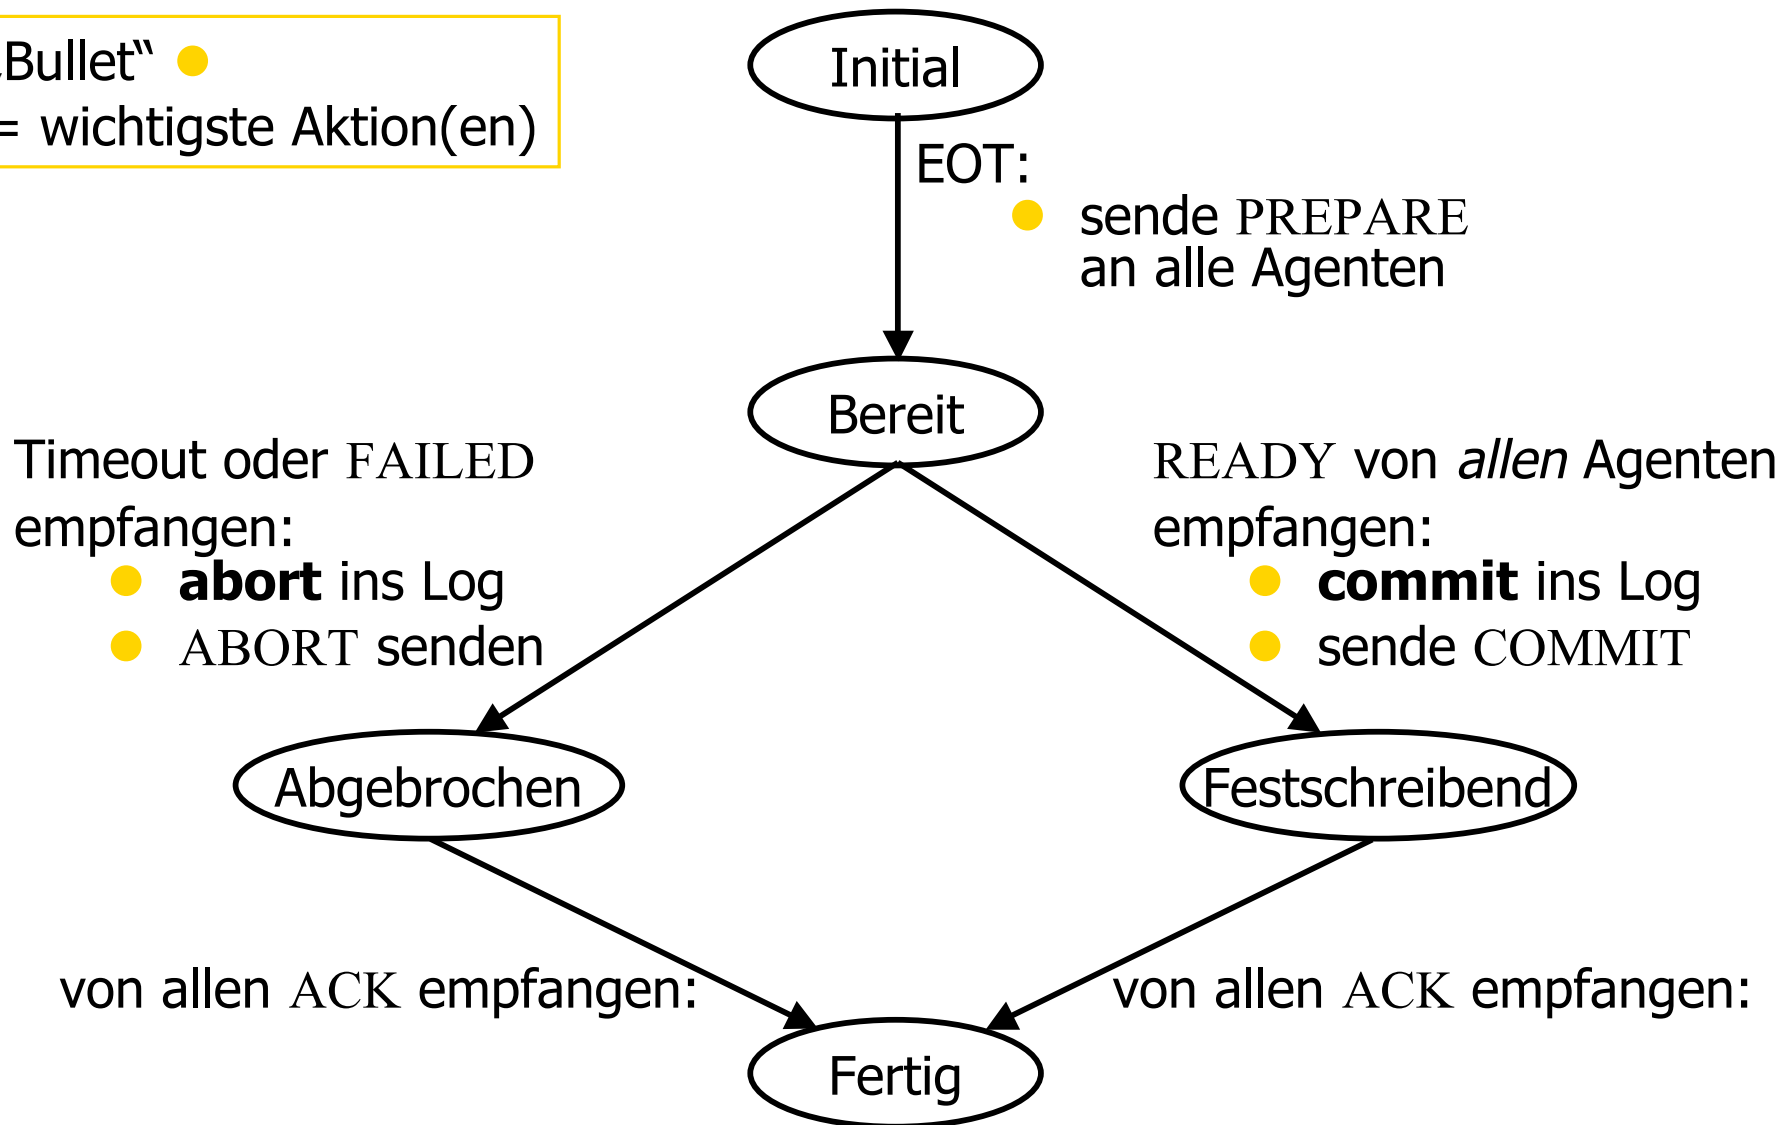 „Bullet“
= wichtigste Aktion(en)
Initial
EOT:
sende PREPARE
an alle Agenten
Bereit
Timeout oder FAILED
empfangen:
abort ins Log
ABORT senden
READY von allen Agenten
empfangen:
commit ins Log
sende COMMIT
Abgebrochen
Festschreibend
von allen ACK empfangen:
von allen ACK empfangen:
Fertig